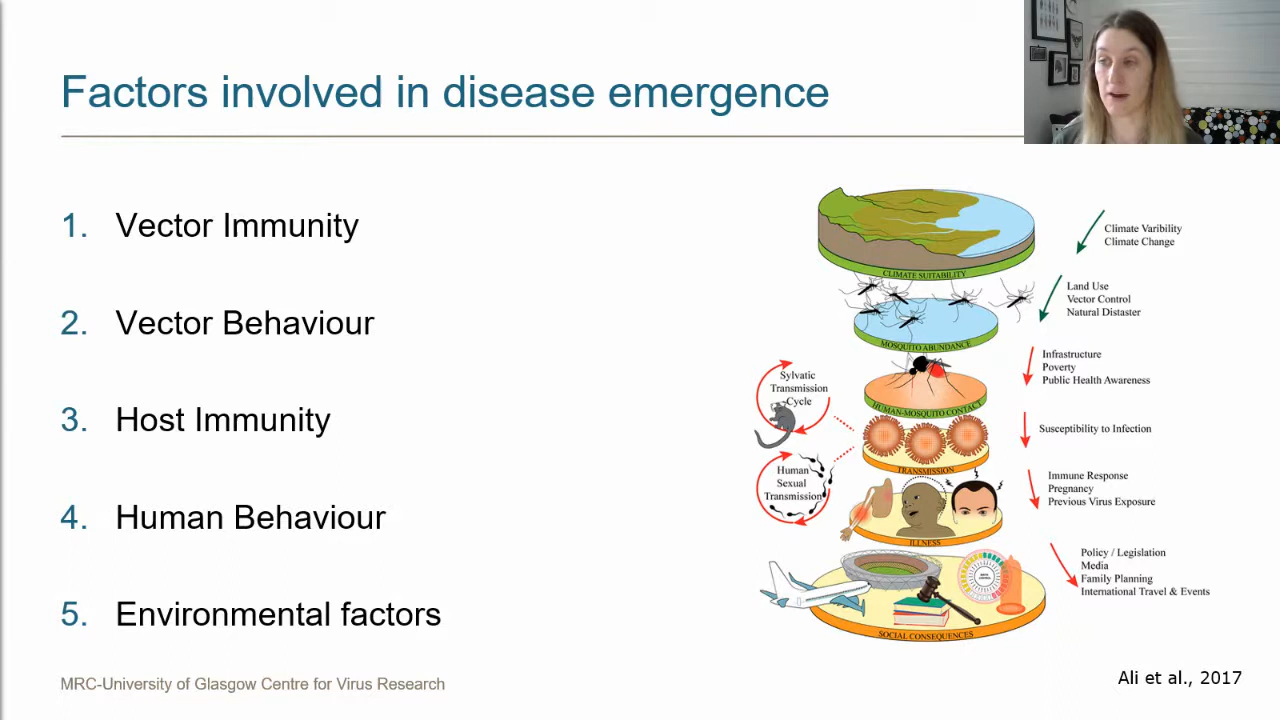 Factors involved in disease emergence
1. Vector Immunity
2. Vector Behaviour
3. Host Immunity
4. Human Behaviour
5. Environmental factors
CLIMATE SUITABILITY
Climate Varibility
Climate Change
MOSQUITO ABUNDANCE
Land Use
Vector Control
Natural Distaster
HUMAN-MOSQUITO CONTACT
Infrastructure
Poverty
Public Health Awareness
Sylvatic
Transmission
Cycle
TRANSMISSION
Susceptibility to Infection
Human
Sexual
Transmission
ILLNESS
Immune Response
Pregnancy
Previous Virus Exposure
SOCIAL CONSEQUENCES
Policy / Legislation
Media
Family Planning
International Travel & Events
MRC-University of Glasgow Centre for Virus Research
Ali et al., 2017